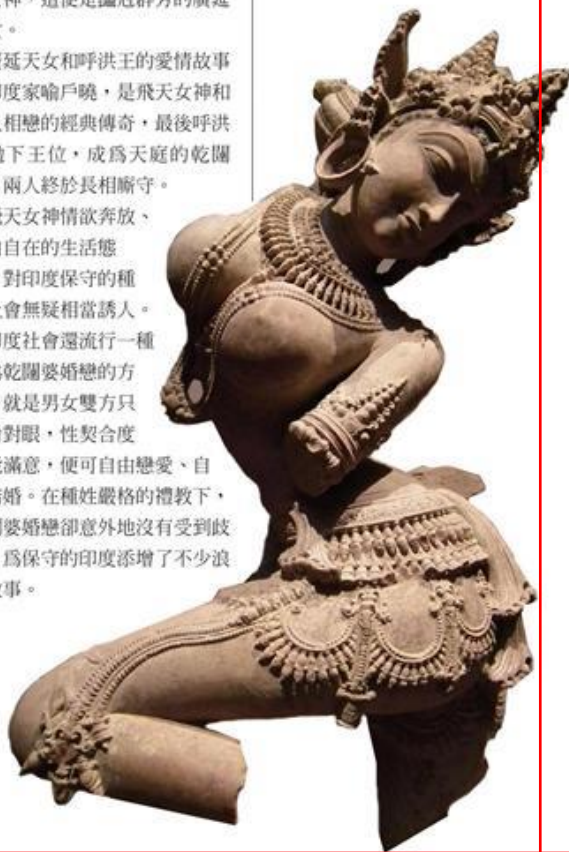 神，這便是豔冠群芳的廣延
。
延天女和呼洪王的愛情故事
印度家喻戶曉，是飛天女神和
相戀的經典傳奇，最後呼洪
下王位，成爲天庭的乾闥
兩人終於長相廝守。
天女神情欲奔放、
自在的生活態
對印度保守的種
社會無疑相當誘人。
印度社會還流行一種
乾闥婆婚戀的方
就是男女雙方只
對眼，性契合度
滿意，便可自由戀愛、自
結婚。在種姓嚴格的禮教下，
婆婚戀卻意外地沒有受到歧
爲保守的印度添增了不少浪
故事。